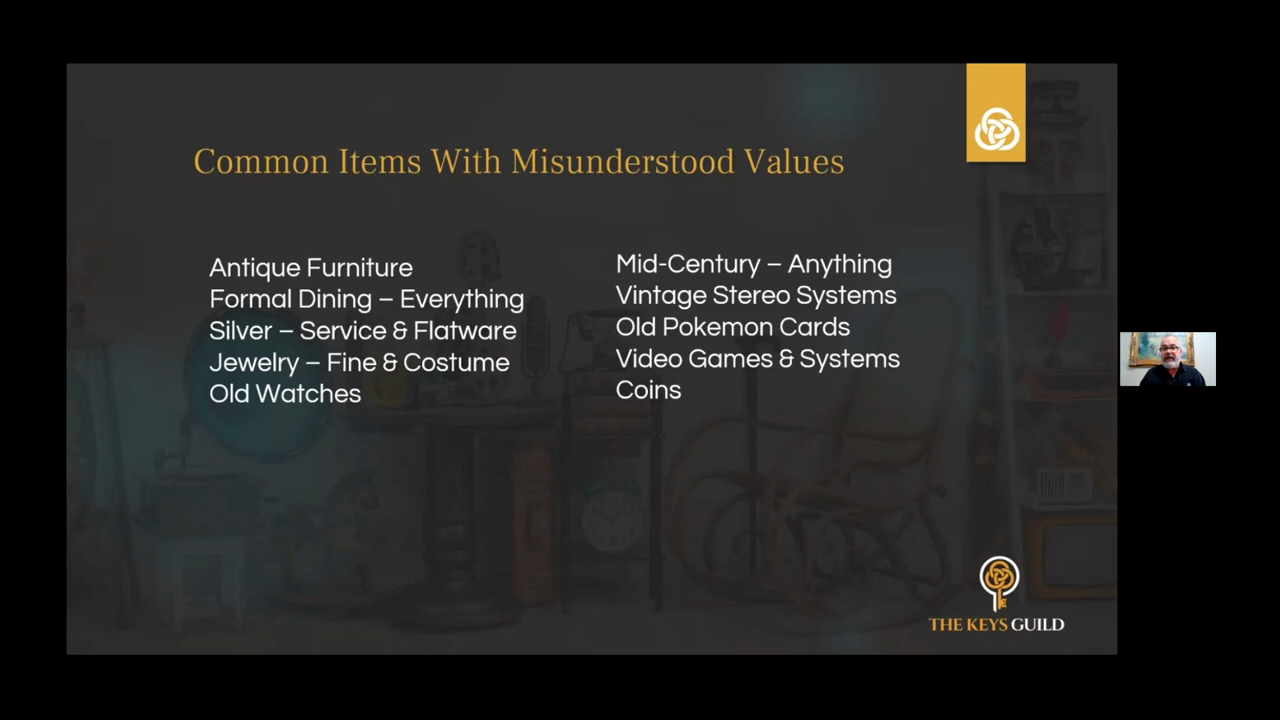 Common Items With Misunderstood Values
Antique Furniture
Formal Dining – Everything
Silver – Service & Flatware
Jewelry – Fine & Costume
Old Watches
Mid-Century – Anything
Vintage Stereo Systems
Old Pokemon Cards
Video Games & Systems
Coins
THE KEYS GUILD